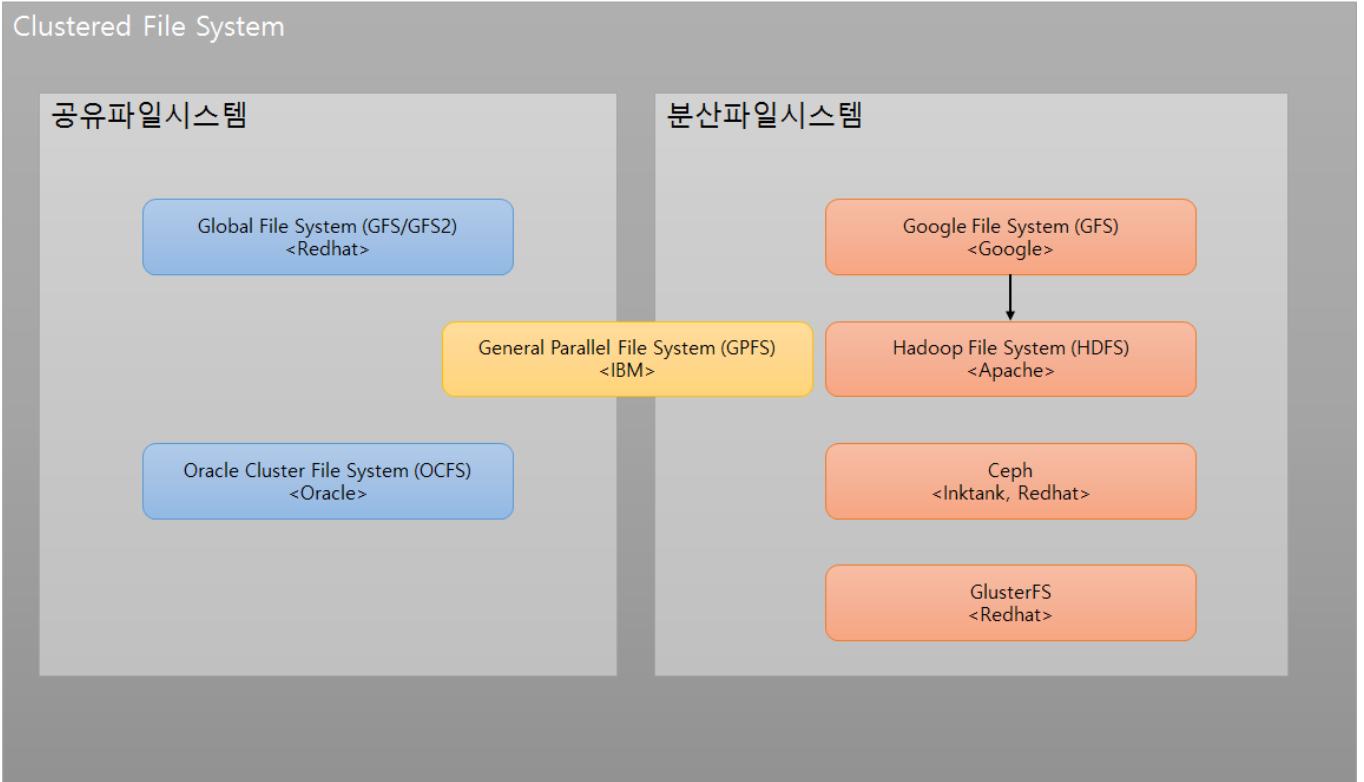 Clustered File System
공유파일시스템
Global File System (GFS/GFS2)
<Redhat>
General Parallel File System (GPFS)
<IBM>
Oracle Cluster File System (OCFS)
<Oracle>
분산파일시스템
Google File System (GFS)
<Google>
Hadoop File System (HDFS)
<Apache>
Ceph
<Inktank, Redhat>
GlusterFS
<Redhat>